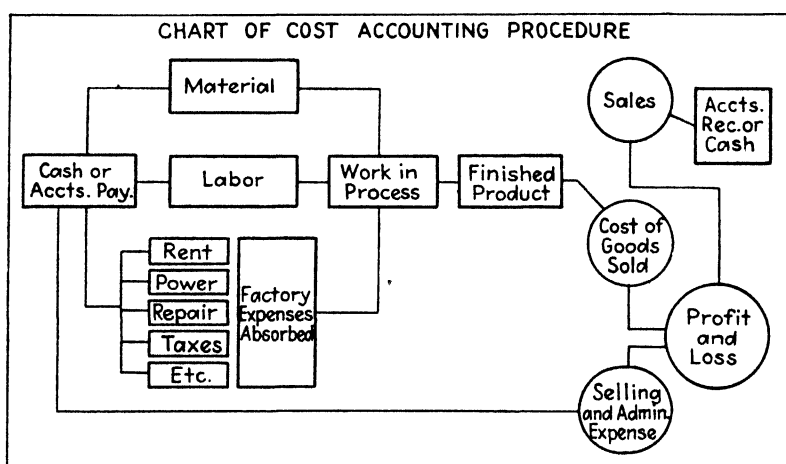 CHART OF COST ACCOUNTING PROCEDURE
Material
Sales
Accts.
Rec. or
Cash
Cash or
Accts. Pay.
Labor
Work in
Process
Finished
Product
Cost of
Goods
Sold
Rent
Power
Repair
Taxes
Etc.
Factory
Expenses
Absorbed
Profit
and
Loss
Selling
and Admin.
Expense